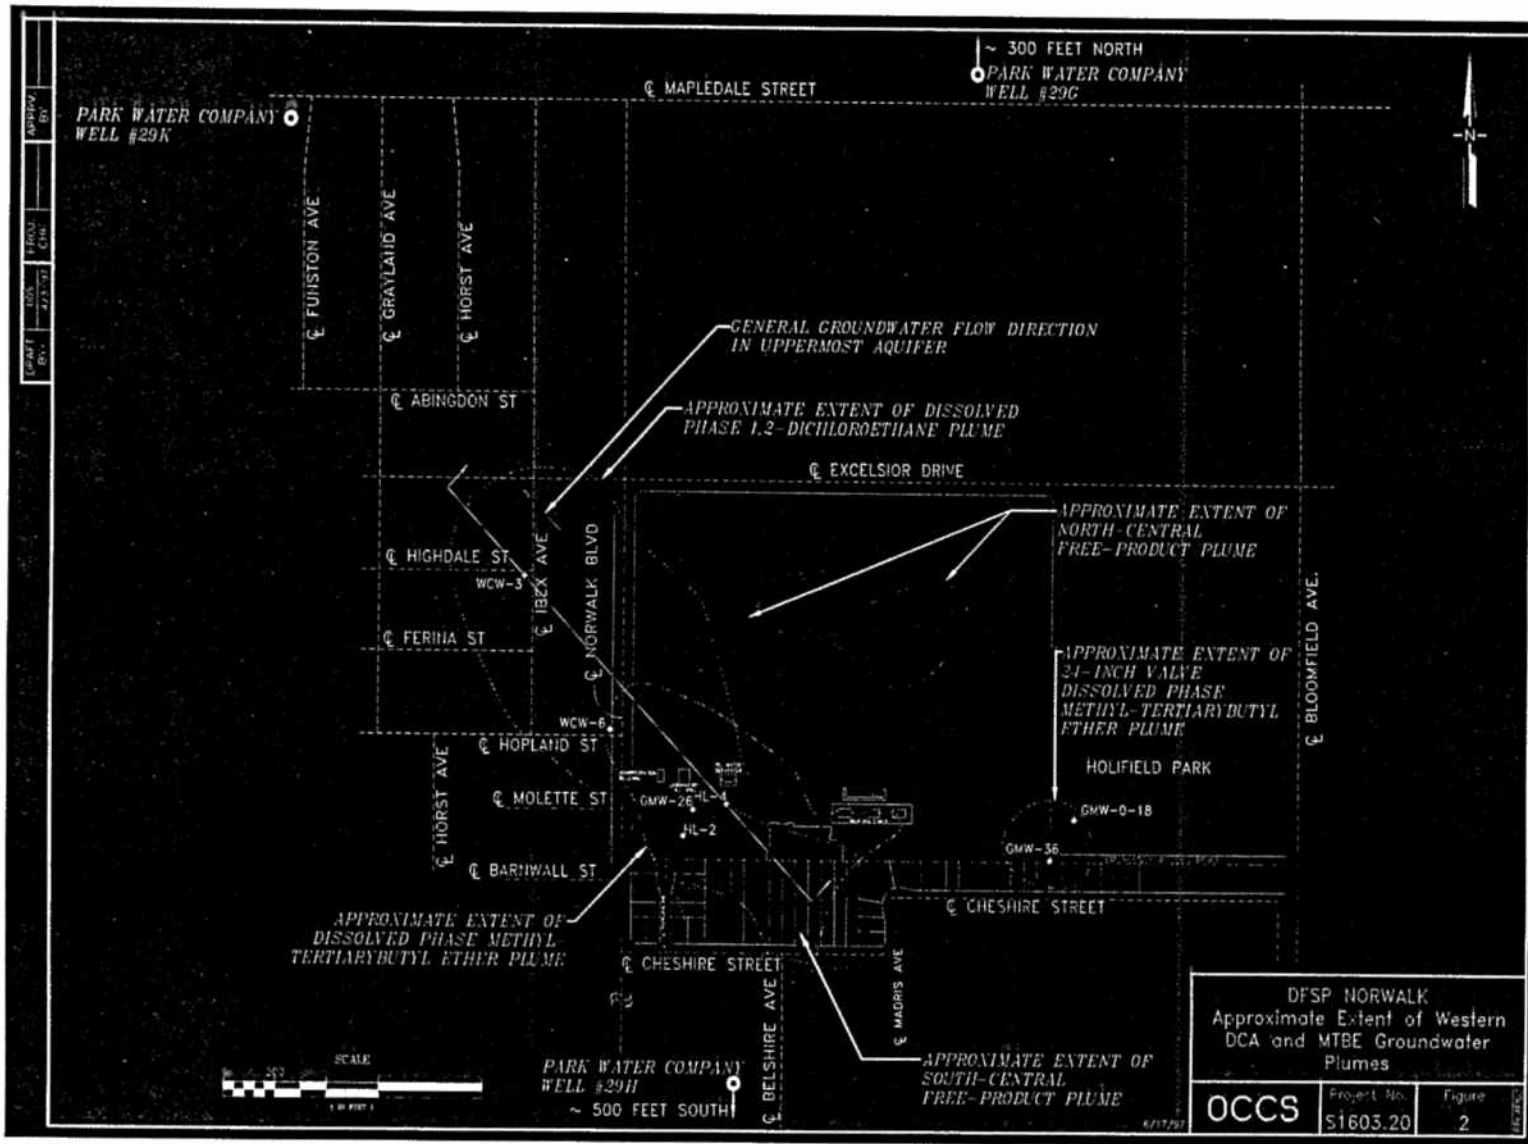 ~ 300 FEET NORTH
PARK WATER COMPANY
WELL #29G
℄ MAPLEDALE STREET
PARK WATER COMPANY
WELL #29K
-N-
APPRV. BY
DRAFT BY:
℄ FUNSTON AVE
℄ GRAYLAND AVE
℄ HORST AVE
GENERAL GROUNDWATER FLOW DIRECTION
IN UPPERMOST AQUIFER
℄ ABINGDON ST
APPROXIMATE EXTENT OF DISSOLVED
PHASE 1,2-DICHLOROETHANE PLUME
℄ EXCELSIOR DRIVE
APPROXIMATE EXTENT OF
NORTH-CENTRAL
FREE-PRODUCT PLUME
℄ HIGHDALE ST
WCW-3
℄ IBEX AVE
℄ NORWALK BLVD
℄ BLOOMFIELD AVE.
℄ FERINA ST
APPROXIMATE EXTENT OF
24-INCH VALVE
DISSOLVED PHASE
METHYL-TERTIARYBUTYL
ETHER PLUME
WCW-6
℄ HOPLAND ST
HOLIFIELD PARK
℄ HORST AVE
℄ MOLETTE ST
GMW-26
HL-4
HL-2
GMW-O-18
GMW-36
℄ BARNWALL ST
℄ CHESHIRE STREET
APPROXIMATE EXTENT OF
DISSOLVED PHASE METHYL-
TERTIARYBUTYL ETHER PLUME
℄ CHESHIRE STREET
℄ BELSHIRE AVE
℄ MADRIS AVE
SCALE
PARK WATER COMPANY
WELL #29H
~ 500 FEET SOUTH
APPROXIMATE EXTENT OF
SOUTH-CENTRAL
FREE-PRODUCT PLUME
6/17/97
DFSP NORWALK
Approximate Extent of Western
DCA and MTBE Groundwater
Plumes
OCCS
Project No.
S1603.20
Figure
2